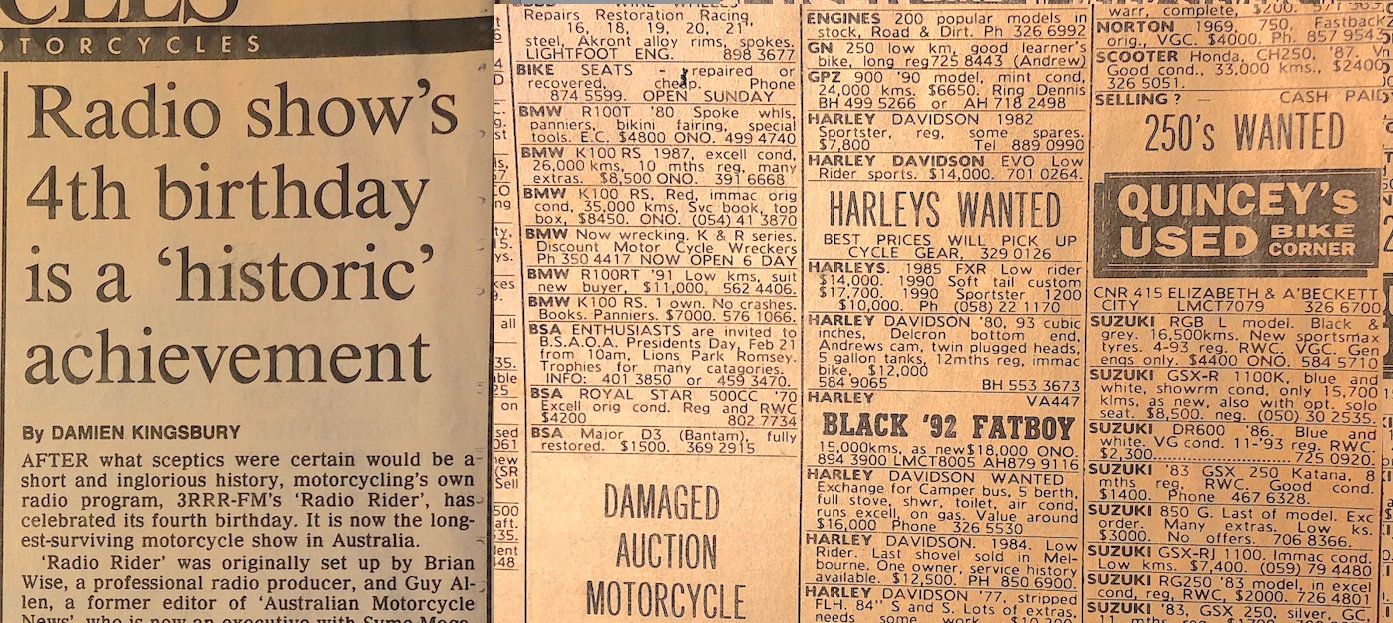 MOTORCYCLES
Radio show's
4th birthday
is a 'historic'
achievement
By DAMIEN KINGSBURY
AFTER what sceptics were certain would be a
short and inglorious history, motorcycling's own
radio program, 3RRR-FM's 'Radio Rider', has
celebrated its fourth birthday. It is now the long-
est-surviving motorcycle show in Australia.
'Radio Rider' was originally set up by Brian
Wise, a professional radio producer, and Guy Al-
len, a former editor of 'Australian Motorcycle
News', who is now an executive with Syme
Repairs Restoration Racing,
16, 18, 19, 20, 21
steel, Akront alloy rims, spokes.
LIGHTFOOT ENG. 898 3677
BIKE SEATS - repaired or
recovered, cheap. Phone
874 5599. OPEN SUNDAY
BMW R100T '80 Spoke whls,
panniers, bikini fairing, special
tools. E.C. $4800 ONO. 499 4740
BMW K100 RS 1987, excell cond,
26,000 kms, 10 mths reg, many
extras. $8,500 ONO. 391 6668
BMW K100 RS, Red, immac orig
cond, 35,000 kms, Svc book, top
box, $8450. ONO. (054) 41 3870
BMW Now wrecking. K & R series.
Discount Motor Cycle Wreckers
Ph 350 4417 NOW OPEN 6 DAY
BMW R100RT '91 Low kms, suit
new buyer, $11,000, 562 4406.
BMW K100 RS. 1 own. No crashes.
Books. Panniers. $7000. 576 1066.
BSA ENTHUSIASTS are invited to
B.S.A.O.A. Presidents Day, Feb 21
from 10am, Lions Park Romsey.
Trophies for many catagories.
INFO: 401 3850 or 459 3470.
BSA ROYAL STAR 500CC '70
Excell orig cond. Reg and RWC
$4200 802 7734
BSA Major D3 (Bantam), fully
restored. $1500. 369 2915
DAMAGED
AUCTION
MOTORCYCLE
ENGINES 200 popular models in
stock, Road & Dirt. Ph 326 6992
GN 250 low km, good learner's
bike, long reg725 8443 (Andrew)
GPZ 900 '90 model, mint cond,
24,000 kms. $6650. Ring Dennis
BH 499 5266 or AH 718 2498
HARLEY DAVIDSON 1982
Sportster, reg, some spares.
$7,800 Tel 889 0990
HARLEY DAVIDSON EVO Low
Rider sports. $14,000. 701 0264.
HARLEYS WANTED
BEST PRICES WILL PICK UP
CYCLE GEAR, 329 0126
HARLEYS. 1985 FXR Low rider
$14,000. 1990 Soft tail custom
$17,700. 1990 Sportster 1200
$10,000 Ph (058) 22 1170
HARLEY DAVIDSON '80, 93 cubic
inches, Delcron bottom end,
Andrews cam, twin plugged heads,
5 gallon tanks, 12mths reg, immac
bike, $12,000
584 9065 BH 553 3673
HARLEY VA447
BLACK '92 FATBOY
15,000kms, as new$18,000 ONO.
894 3900 LMCT8005 AH879 9116
HARLEY DAVIDSON WANTED
Exchange for Camper bus, 5 berth,
full stove, shwr, toilet, air cond,
runs excell, on gas. Value around
$16,000 Phone 326 5530
HARLEY DAVIDSON, 1984, Low
Rider. Last shovel sold in Mel-
bourne. One owner, service history
available. $12,500. PH 850 6900.
HARLEY DAVIDSON '77, stripped
FLH, 84" S and S. Lots of extras,
needs some work.
warr, complete, $200.
NORTON 1969, 750, Fastback
orig., VGC. $4000. Ph. 857 9543
SCOOTER Honda, CH250, '87.
Good cond., 33,000 kms., $2400
326 5051.
SELLING? — CASH PAID
250's WANTED
QUINCEY's
USED BIKE CORNER
CNR 415 ELIZABETH & A'BECKETT
CITY LMCT7079 326 6700
SUZUKI RGB L model. Black &
grey. 16,500kms. New sportsmax
tyres. 4-93 reg. RWC. VGC. Gen
enqs only. $4400 ONO. 584 5710
SUZUKI GSX-R 1100K, blue and
white, showrm cond, only 15,700
klms, as new, also with opt solo
seat. $8,500. neg. (050) 30 2535.
SUZUKI DR600 '86. Blue and
white. VG cond. 11-'93 reg. RWC.
$2,300 725 0920.
SUZUKI '83 GSX 250 Katana, 8
mths reg, RWC. Good cond.
$1400. Phone 467 6328.
SUZUKI 850 G. Last of model. Exc
order. Many extras. Low ks.
$3000. No offers. 706 8366.
SUZUKI GSX-RJ 1100, Immac cond.
Low kms. $7,400. (059) 79 4480
SUZUKI RG250 '83 model, in excel
cond, reg, RWC, $2000. 726 4801
SUZUKI '83, GSX 250, silver, GC,